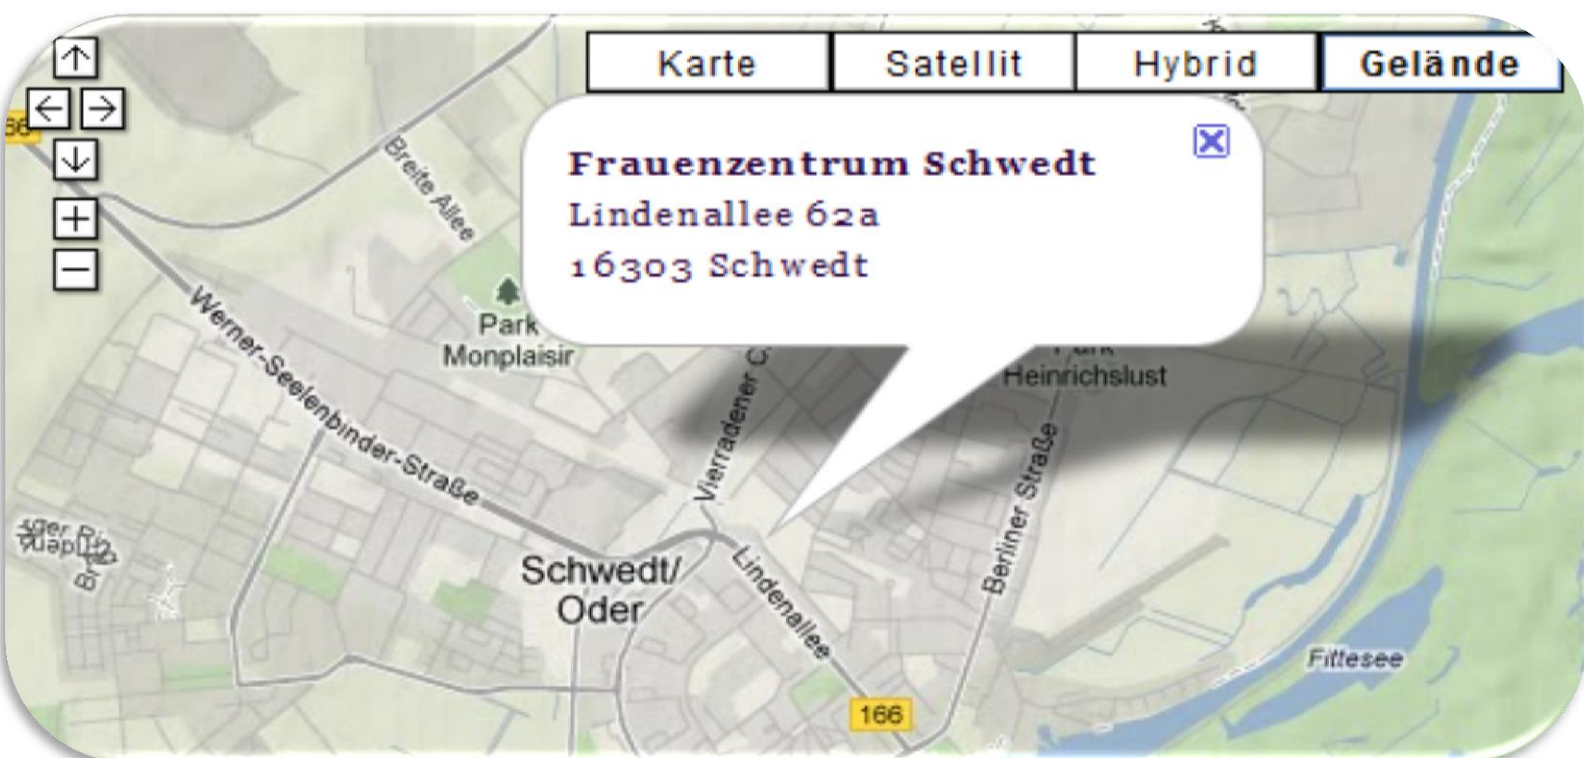 Karte Satellit Hybrid Gelände
Frauenzentrum Schwedt
Lindenallee 62a
16303 Schwedt
Breite Allee
Park
Monplaisir
Werner-Seelenbinder-Straße
Vierradener
Heinrichslust
Berliner Straße
Schwedt/
Oder
Lindenallee
166
Fittesee